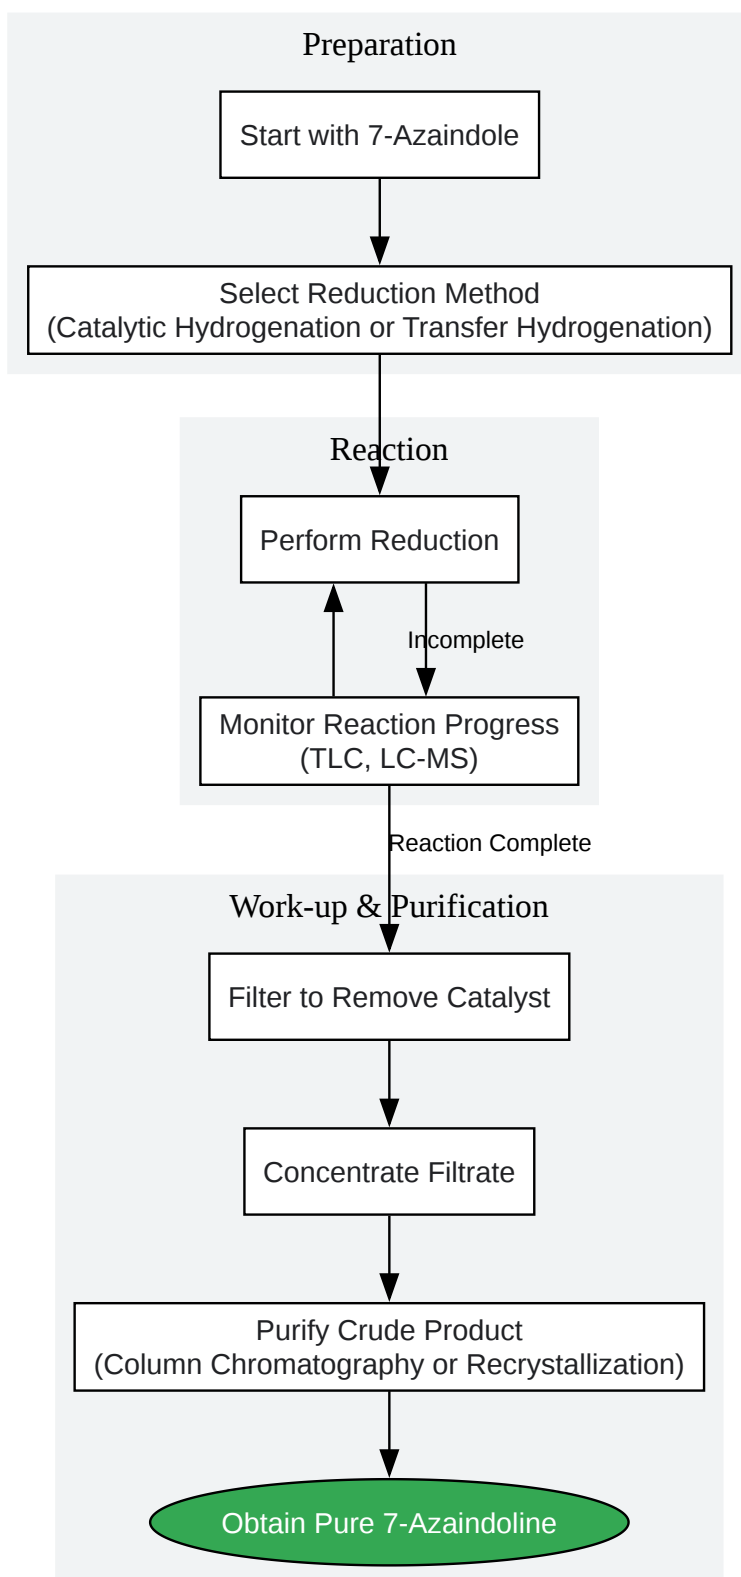 Preparation
Start with 7-Azaindole
Select Reduction Method
(Catalytic Hydrogenation or Transfer Hydrogenation)
Reaction
Perform Reduction
Incomplete
Monitor Reaction Progress
(TLC, LC-MS)
Reaction Complete
Work-up & Purification
Filter to Remove Catalyst
Concentrate Filtrate
Purify Crude Product
(Column Chromatography or Recrystallization)
Obtain Pure 7-Azaindoline